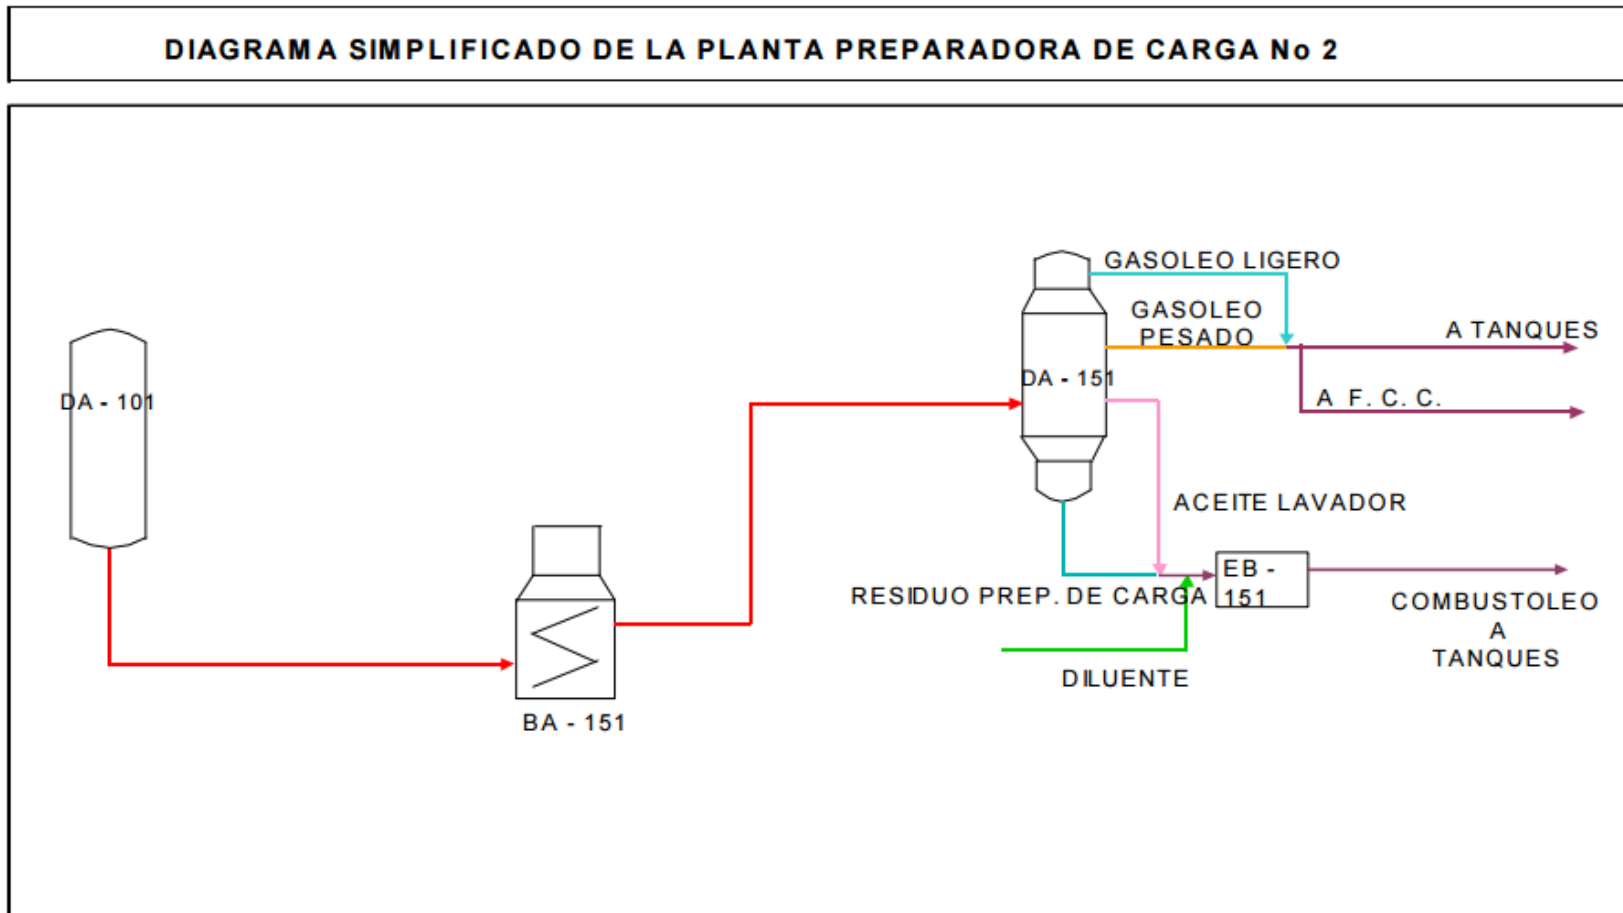 DIAGRAMA SIMPLIFICADO DE LA PLANTA PREPARADORA DE CARGA No 2
GASOLEO LIGERO
GASOLEO
PESADO
A TANQUES
DA - 101
DA - 151
A F. C. C.
ACEITE LAVADOR
EB -
151
RESIDUO PREP. DE CARGA
COMBUSTOLEO
A
TANQUES
DILUENTE
BA - 151